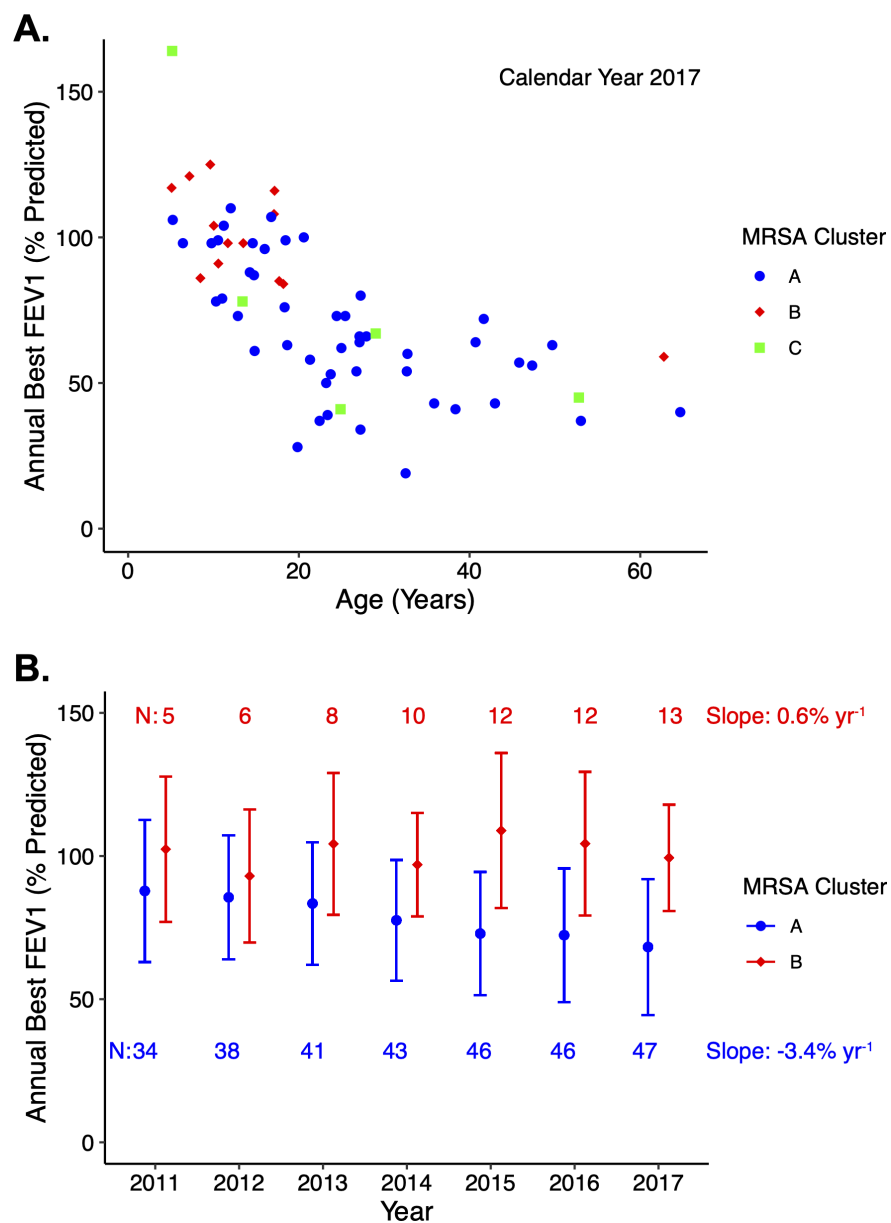 A.
Calendar Year 2017
Annual Best FEV1 (% Predicted)
150
100
50
0
0 20 40 60
Age (Years)
MRSA Cluster
A
B
C
B.
N: 5 6 8 10 12 12 13 Slope: 0.6% yr⁻¹
Annual Best FEV1 (% Predicted)
150
100
50
0
MRSA Cluster
A
B
N: 34 38 41 43 46 46 47 Slope: -3.4% yr⁻¹
2011 2012 2013 2014 2015 2016 2017
Year